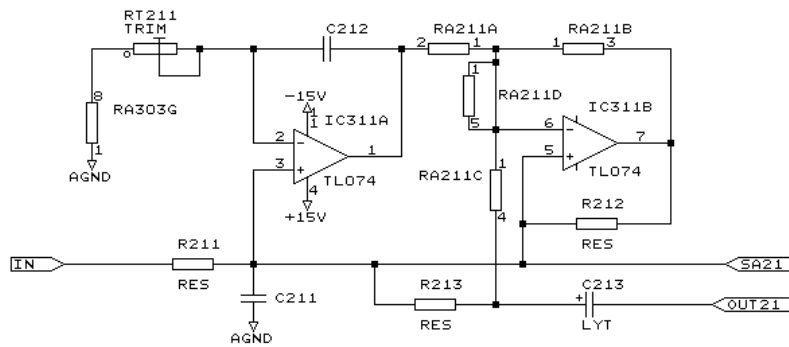 RT211
TRIM
C212
RA211A
RA211B
2
1
1
3
8
RA303G
1
AGND
-15V
1
1
IC311A
2
-
3
+
1
TL074
4
+15V
1
RA211D
5
IC311B
6
-
5
+
7
TL074
1
RA211C
4
R212
RES
IN
R211
RES
SA21
C211
AGND
R213
RES
C213
+
LYT
OUT21